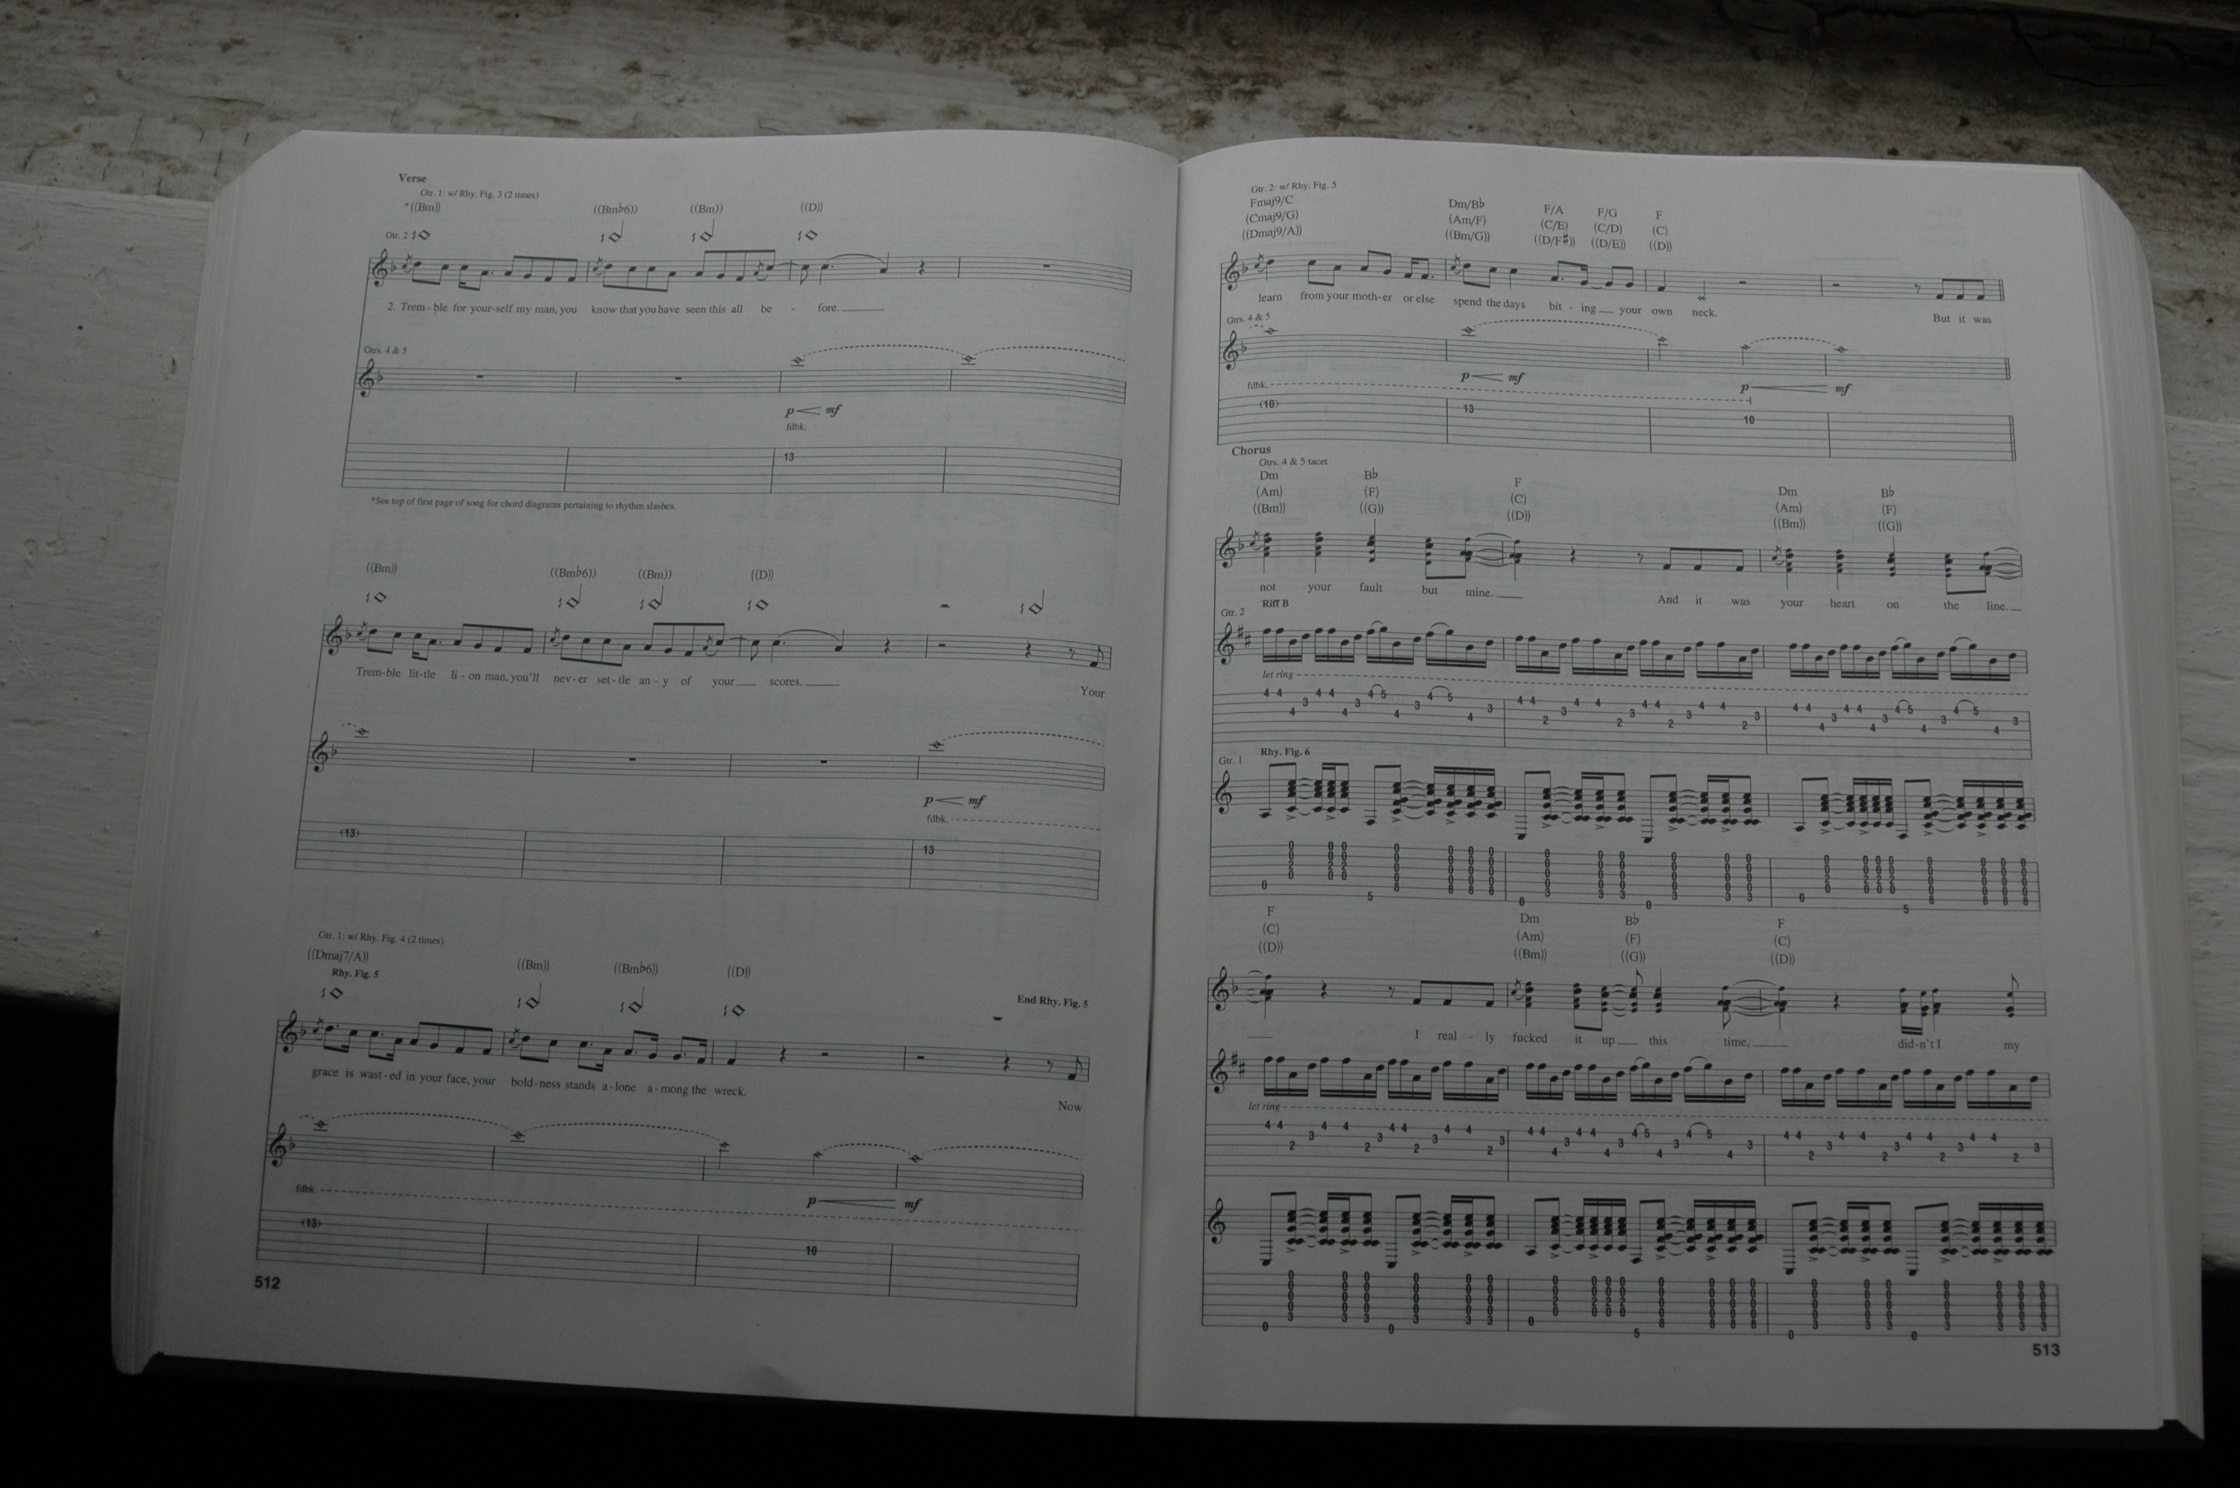 Verse
Gtr. 1: w/ Rhy. Fig. 3 (2 times)
*((Bm)) ((Bm♭6)) ((Bm)) ((D))
Gtr. 2
2. Trem - ble for your-self my man, you know that you have seen this all be - fore.
Gtrs. 4 & 5
p mf
fdbk.
13
*See top of first page of song for chord diagrams pertaining to rhythm slashes.
((Bm)) ((Bm♭6)) ((Bm)) ((D))
Trem-ble lit-tle li - on man, you'll nev-er set-tle an - y of your scores. Your
p mf
fdbk.
(13) 13
Gtr. 1: w/ Rhy. Fig. 4 (2 times)
((Dmaj7/A)) ((Bm)) ((Bm♭6)) ((D))
Rhy. Fig. 5 End Rhy. Fig. 5
grace is wast-ed in your face, your bold-ness stands a-lone a-mong the wreck. Now
fdbk. p mf
(13) 10
512
Gtr. 2: w/ Rhy. Fig. 5
Fmaj9/C Dm/B♭ F/A F/G F
(Cmaj9/G) (Am/F) (C/E) (C/D) (C)
((Dmaj9/A)) ((Bm/G)) ((D/F♯)) ((D/E)) ((D))
learn from your moth-er or else spend the days bit - ing your own neck. But it was
Gtrs. 4 & 5
p mf p mf
fdbk.
(10) 13 10
Chorus
Gtrs. 4 & 5 tacet
Dm B♭ F Dm B♭
(Am) (F) (C) (Am) (F)
((Bm)) ((G)) ((D)) ((Bm)) ((G))
not your fault but mine. And it was your heart on the line.
Riff B
Gtr. 2
let ring
Rhy. Fig. 6
Gtr. 1
F Dm B♭ F
(C) (Am) (F) (C)
((D)) ((Bm)) ((G)) ((D))
I real - ly fucked it up this time, did-n't I my
let ring
513